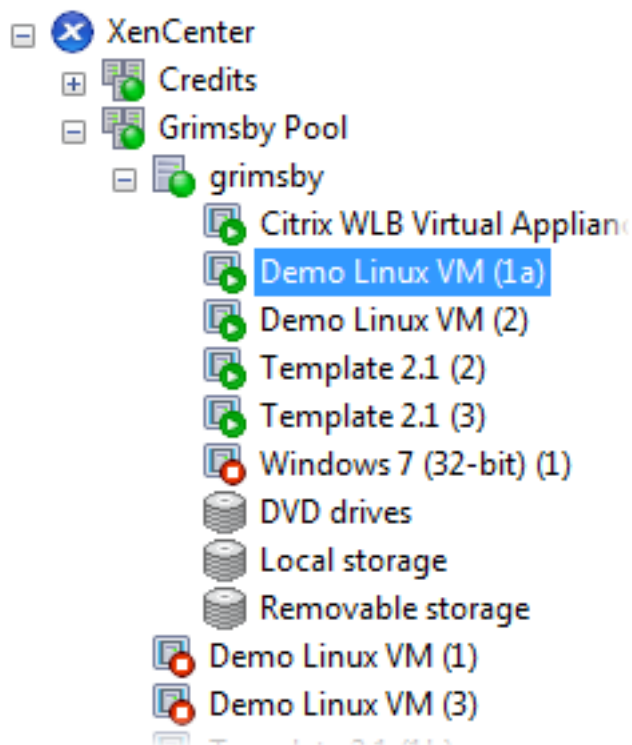 XenCenter
Credits
Grimsby Pool
grimsby
Citrix WLB Virtual
Demo Linux VM (1a)
Demo Linux VM (2)
Template 2.1 (2)
Template 2.1 (3)
Windows 7 (32-bit) (1)
DVD drives
Local storage
Removable storage
Demo Linux VM (1)
Demo Linux VM (3)